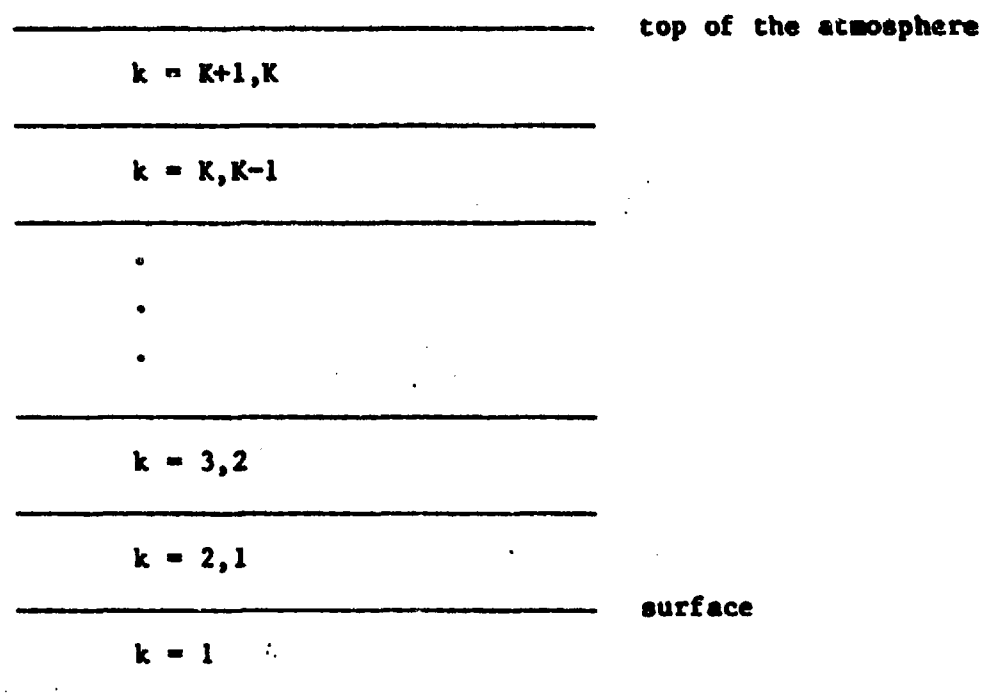 top of the atmosphere
k = K+1,K
k = K,K-1
k = 3,2
k = 2,1
surface
k = 1